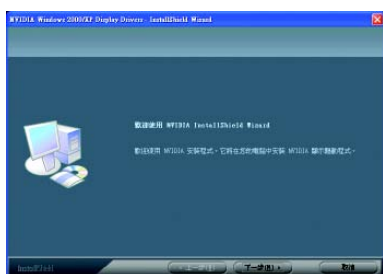 NVIDIA Windows 2000/XP Display Drivers - InstallShield Wizard
歡迎使用 NVIDIA InstallShield Wizard
歡迎使用 NVIDIA 安裝程式。它將在您的電腦中安裝 NVIDIA 顯示驅動程式。
InstallShield
< 上一步(B)
下一步(N) >
取消